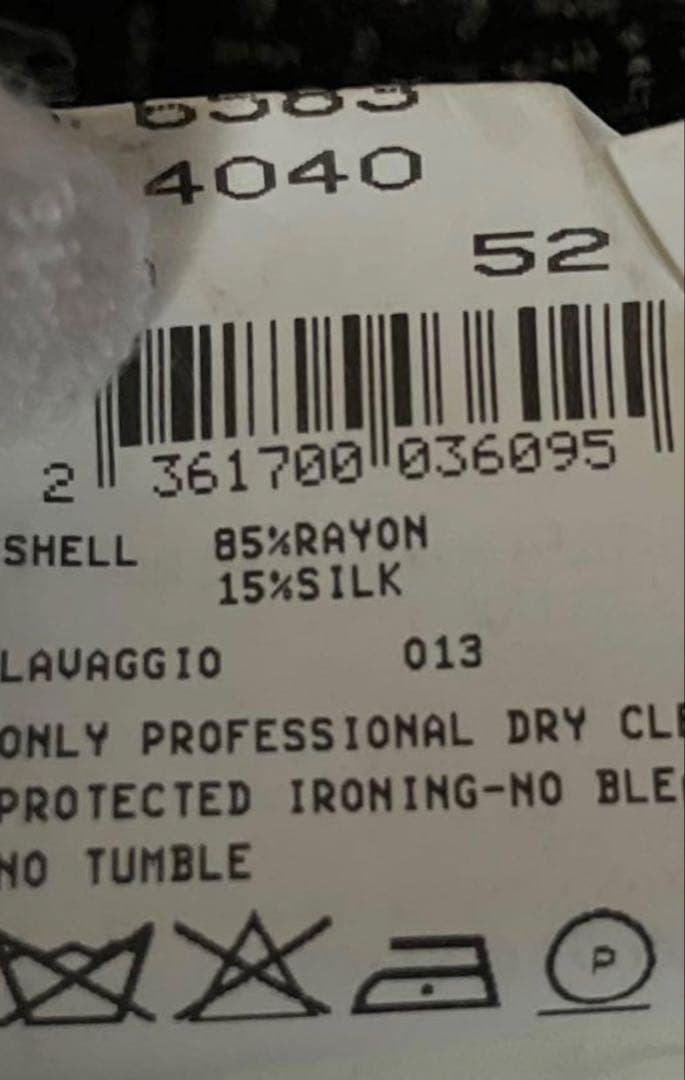 4040
52
2 361700 036095
SHELL 85%RAYON
15%SILK
LAVAGGIO 013
ONLY PROFESSIONAL DRY
PROTECTED IRONING-NO
NO TUMBLE
P